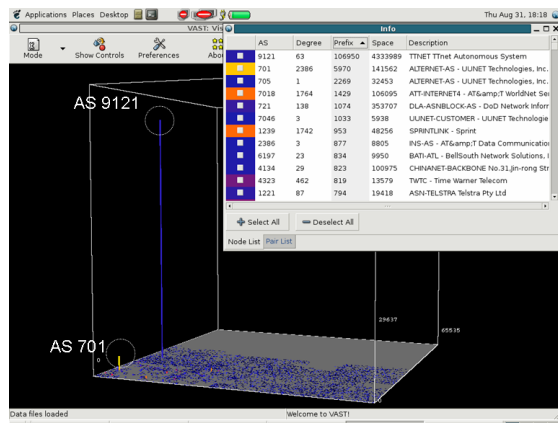 Applications Places Desktop
Thu Aug 31, 18:18
VAST: Vis
Info
Mode
Show Controls
Preferences
Abou
AS Degree Prefix Space Description
9121 63 106950 4333989 TTNET TTnet Autonomous System
701 2386 5970 141562 ALTERNET-AS - UUNET Technologies, Inc.
705 1 2269 32453 ALTERNET-AS - UUNET Technologies, Inc.
7018 1764 1429 106095 ATT-INTERNET4 - AT&amp;T WorldNet Ser
721 138 1074 353707 DLA-ASNBLOCK-AS - DoD Network Inforr
7046 3 1033 5938 UUNET-CUSTOMER - UUNET Technologie
1239 1742 953 48256 SPRINTLINK - Sprint
2386 3 877 8805 INS-AS - AT&amp;T Data Communicatior
6197 23 834 9950 BATI-ATL - BellSouth Network Solutions, I
4134 29 823 100975 CHINANET-BACKBONE No.31,Jin-rong Str
4323 462 819 13579 TWTC - Time Warner Telecom
1221 87 794 19418 ASN-TELSTRA Telstra Pty Ltd
Select All
Deselect All
Node List Pair List
AS 9121
AS 701
0
29637
65535
0
Data files loaded
Welcome to VAST!